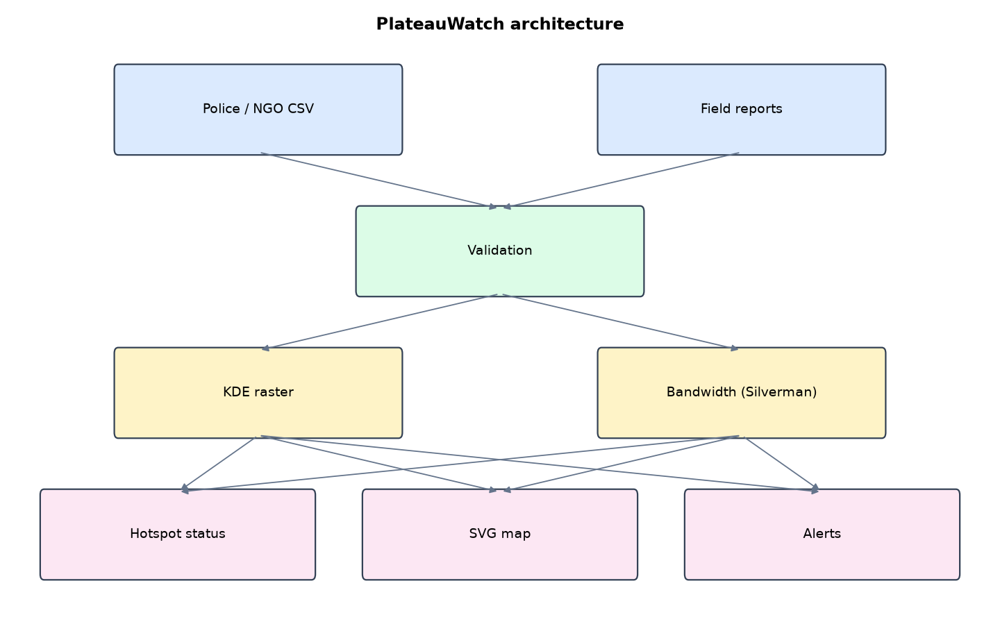 PlateauWatch architecture
Police / NGO CSV
Field reports
Validation
KDE raster
Bandwidth (Silverman)
Hotspot status
SVG map
Alerts